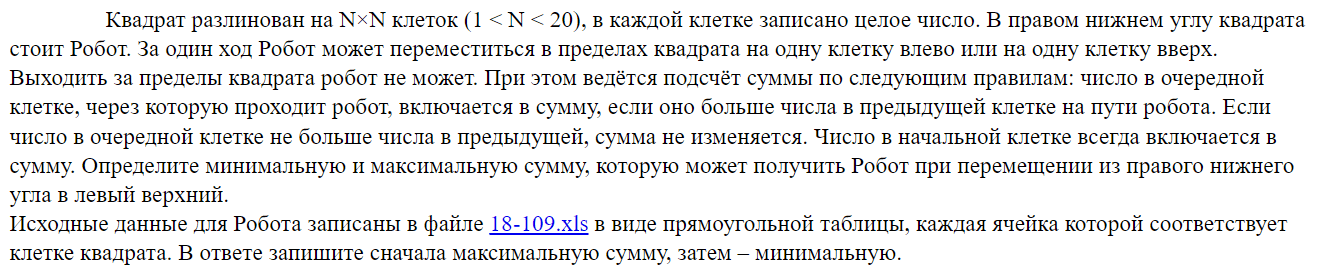 Квадрат разлинован на N×N клеток (1 < N < 20), в каждой клетке записано целое число. В правом нижнем углу квадрата
стоит Робот. За один ход Робот может переместиться в пределах квадрата на одну клетку влево или на одну клетку вверх.
Выходить за пределы квадрата робот не может. При этом ведётся подсчёт суммы по следующим правилам: число в очередной
клетке, через которую проходит робот, включается в сумму, если оно больше числа в предыдущей клетке на пути робота. Если
число в очередной клетке не больше числа в предыдущей, сумма не изменяется. Число в начальной клетке всегда включается в
сумму. Определите минимальную и максимальную сумму, которую может получить Робот при перемещении из правого нижнего
угла в левый верхний.
Исходные данные для Робота записаны в файле 18-109.xls в виде прямоугольной таблицы, каждая ячейка которой соответствует
клетке квадрата. В ответе запишите сначала максимальную сумму, затем – минимальную.